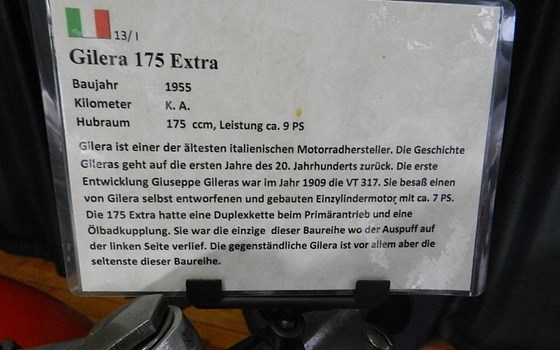 13/ I
Gilera 175 Extra
Baujahr 1955
Kilometer K. A.
Hubraum 175 ccm, Leistung ca. 9 PS
Gilera ist einer der ältesten italienischen Motorradhersteller. Die Geschichte
Gileras geht auf die ersten Jahre des 20. Jahrhunderts zurück. Die erste
Entwicklung Giuseppe Gileras war im Jahr 1909 die VT 317. Sie besaß einen
von Gilera selbst entworfenen und gebauten Einzylindermotor mit ca. 7 PS.
Die 175 Extra hatte eine Duplexkette beim Primärantrieb und eine
Ölbadkupplung. Sie war die einzige dieser Baureihe wo der Auspuff auf
der linken Seite verlief. Die gegenständliche Gilera ist vor allem aber die
seltenste dieser Baureihe.